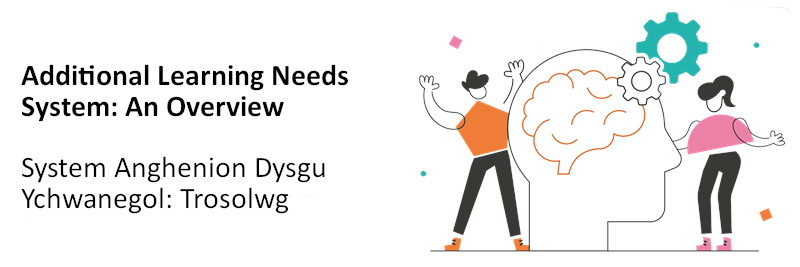 Additional Learning Needs
System: An Overview
System Anghenion Dysgu
Ychwanegol: Trosolwg